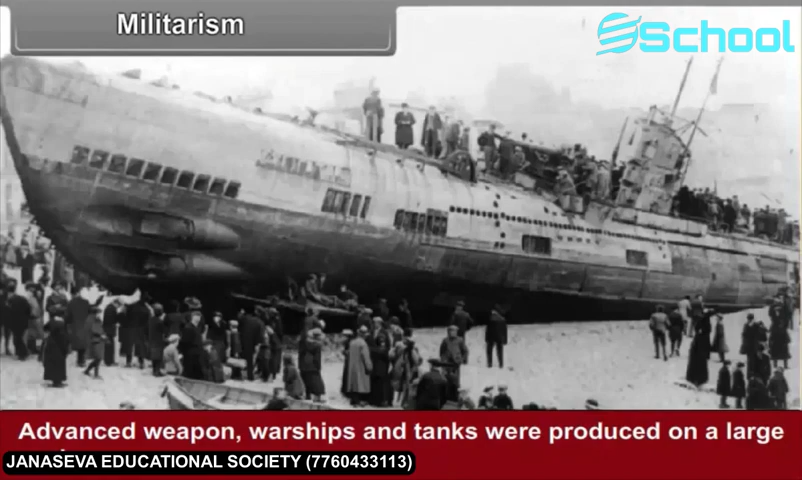 Militarism
School
Advanced weapon, warships and tanks were produced on a large
JANASEVA EDUCATIONAL SOCIETY (7760433113)